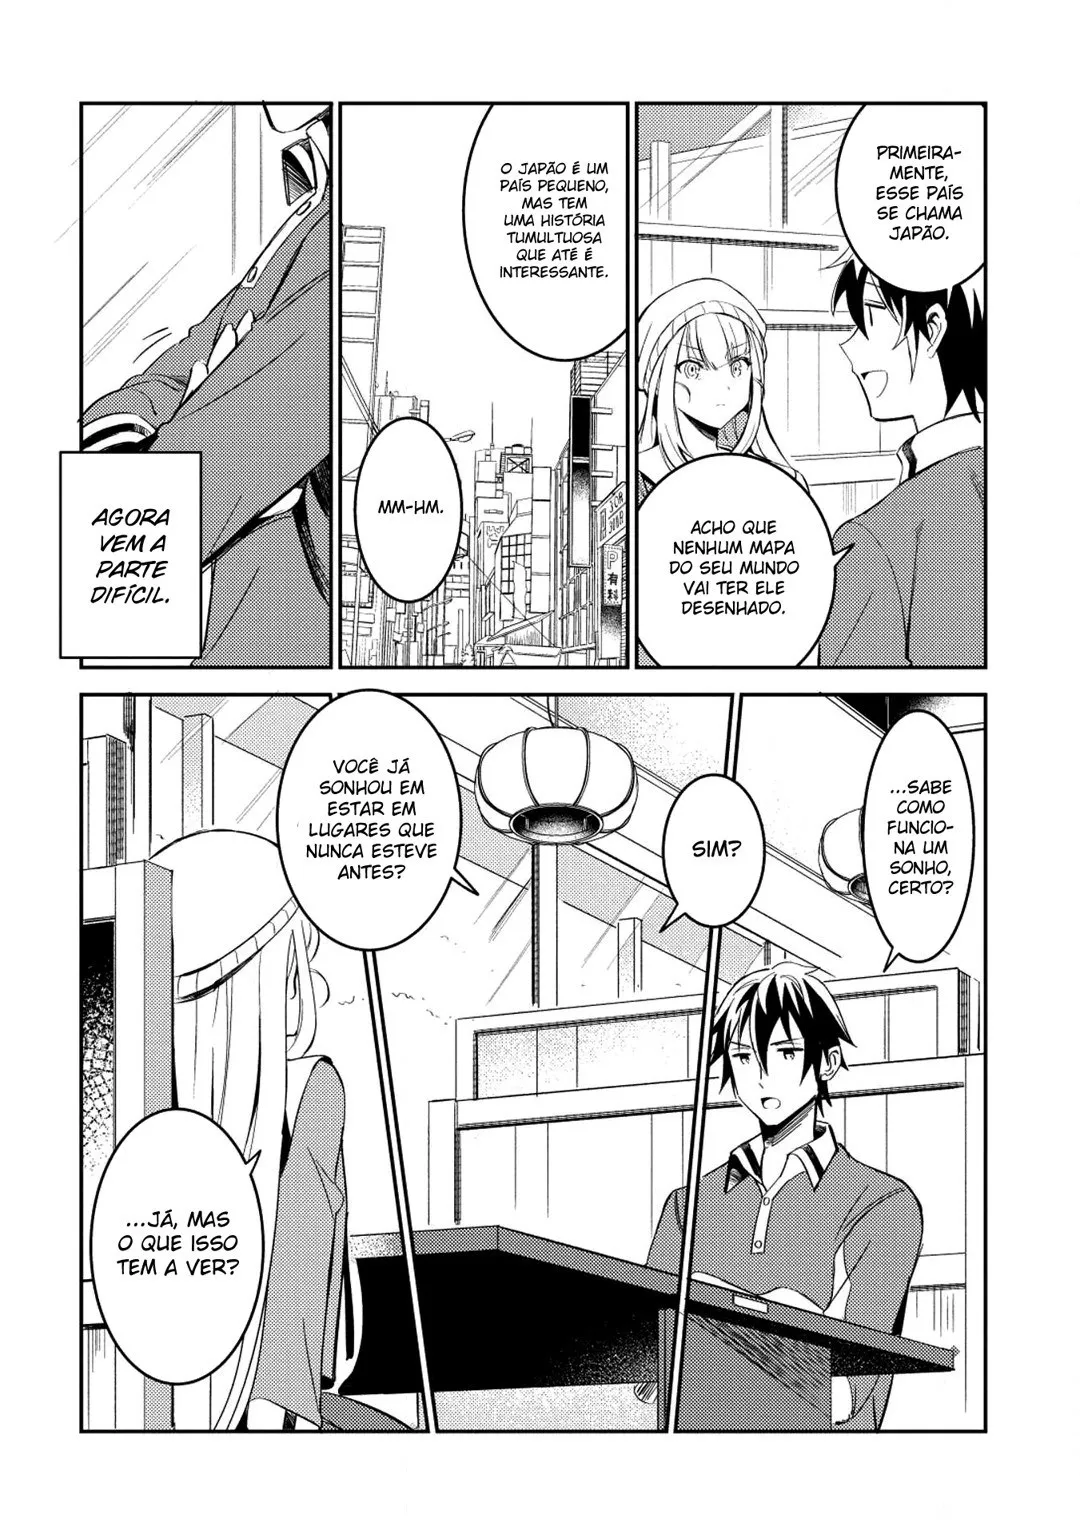 PRIMEIRA-
MENTE,
ESSE PAÍS
SE CHAMA
JAPÃO.
ACHO QUE
NENHUM MAPA
DO SEU MUNDO
VAI TER ELE
DESENHADO.
O JAPÃO É UM
PAÍS PEQUENO,
MAS TEM
UMA HISTÓRIA
TUMULTUOSA
QUE ATÉ É
INTERESSANTE.
MM-HM.
P
有料
AGORA
VEM A
PARTE
DIFÍCIL.
...SABE
COMO
FUNCIO-
NA UM
SONHO,
CERTO?
SIM?
VOCÊ JÁ
SONHOU EM
ESTAR EM
LUGARES QUE
NUNCA ESTEVE
ANTES?
...JÁ, MAS
O QUE ISSO
TEM A VER?